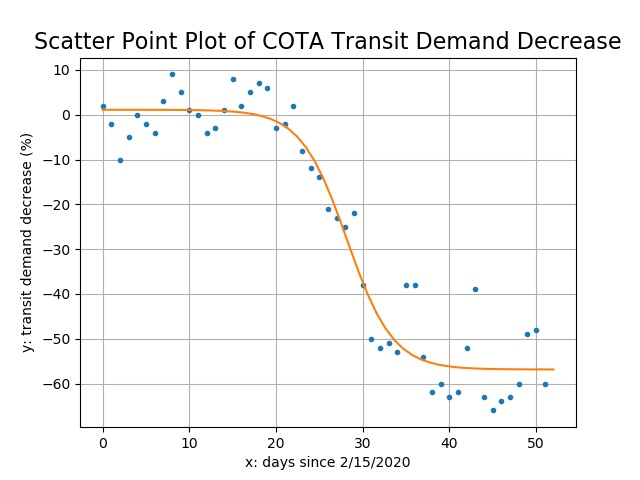 Scatter Point Plot of COTA Transit Demand Decrease
y: transit demand decrease (%)
10
0
−10
−20
−30
−40
−50
−60
0 10 20 30 40 50
x: days since 2/15/2020